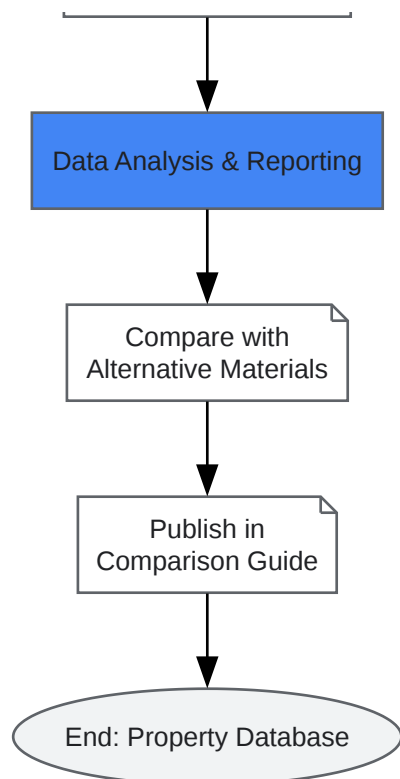 Data Analysis & Reporting
Compare with
Alternative Materials
Publish in
Comparison Guide
End: Property Database